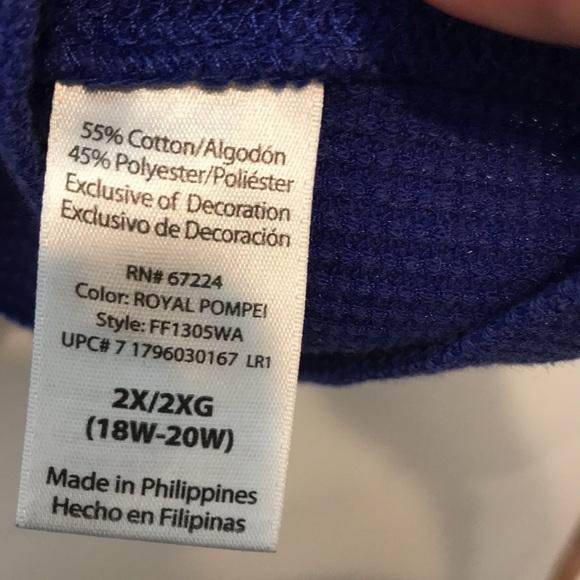 55% Cotton/Algodón
45% Polyester/Poliéster
Exclusive of Decoration
Exclusivo de Decoración
RN# 67224
Color: ROYAL POMPEI
Style: FF1305WA
UPC# 7 1796030167 LR1
2X/2XG
(18W-20W)
Made in Philippines
Hecho en Filipinas